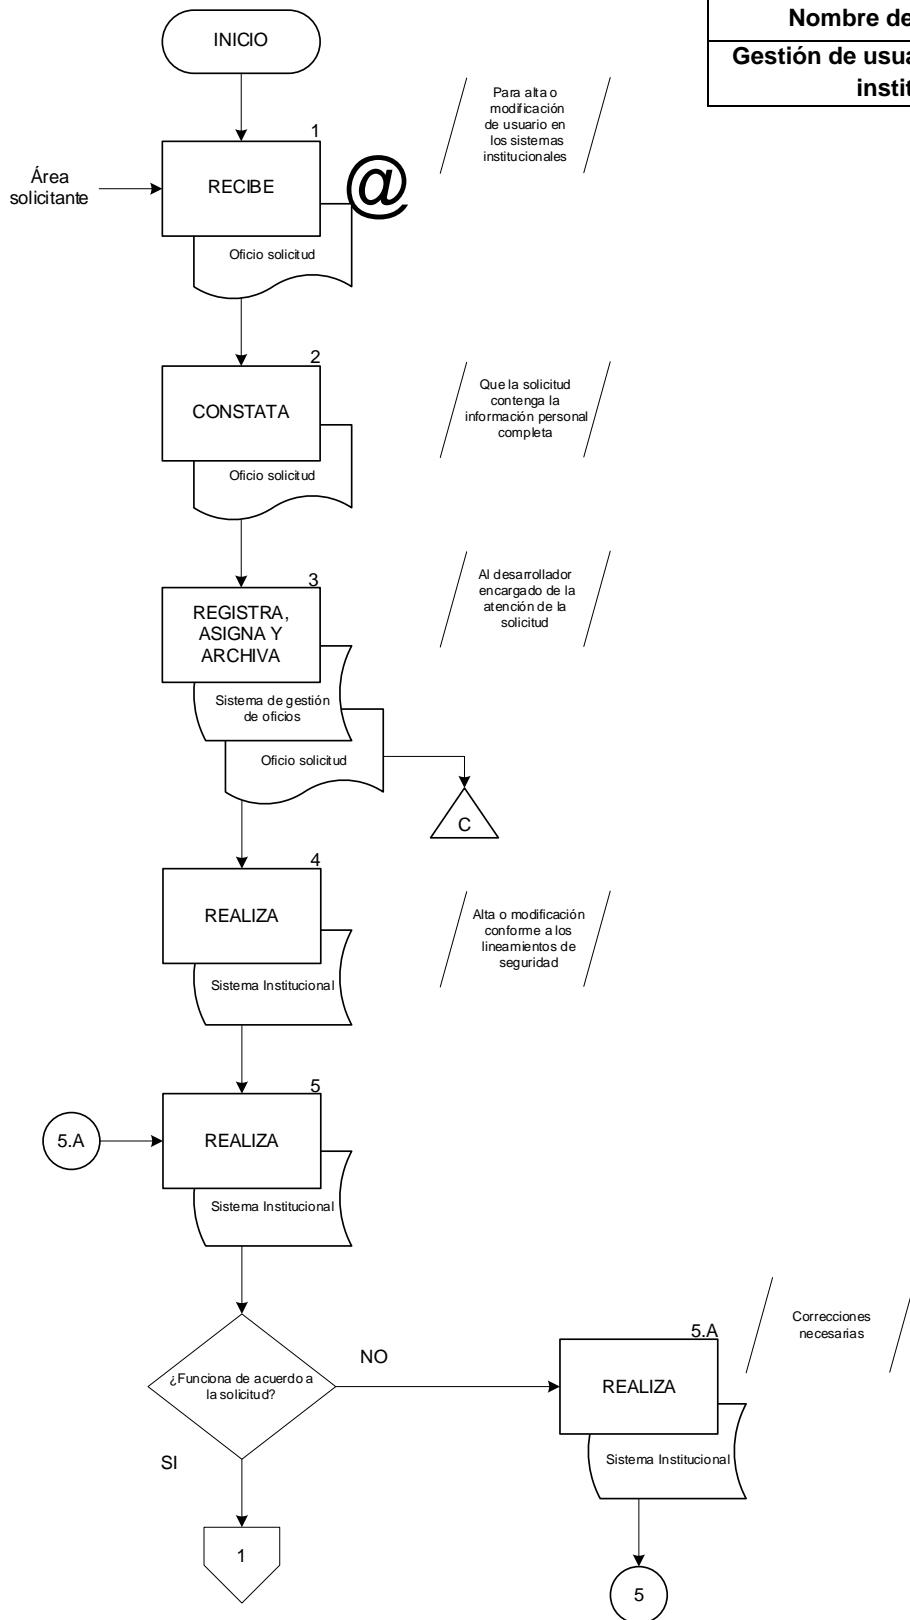 Nombre de
Gestión de usua
instit
INICIO
Para alta o
modificación
de usuario en
los sistemas
institucionales
1
Área
solicitante
RECIBE
@
Oficio solicitud
2
CONSTATA
Que la solicitud
contenga la
información personal
completa
Oficio solicitud
3
REGISTRA,
ASIGNA Y
ARCHIVA
Al desarrollador
encargado de la
atención de la
solicitud
Sistema de gestión
de oficios
Oficio solicitud
C
4
REALIZA
Alta o modificación
conforme a los
lineamientos de
seguridad
Sistema Institucional
5
5.A
REALIZA
Sistema Institucional
¿Funciona de acuerdo a
la solicitud?
NO
5.A
REALIZA
Correcciones
necesarias
Sistema Institucional
SI
1
5